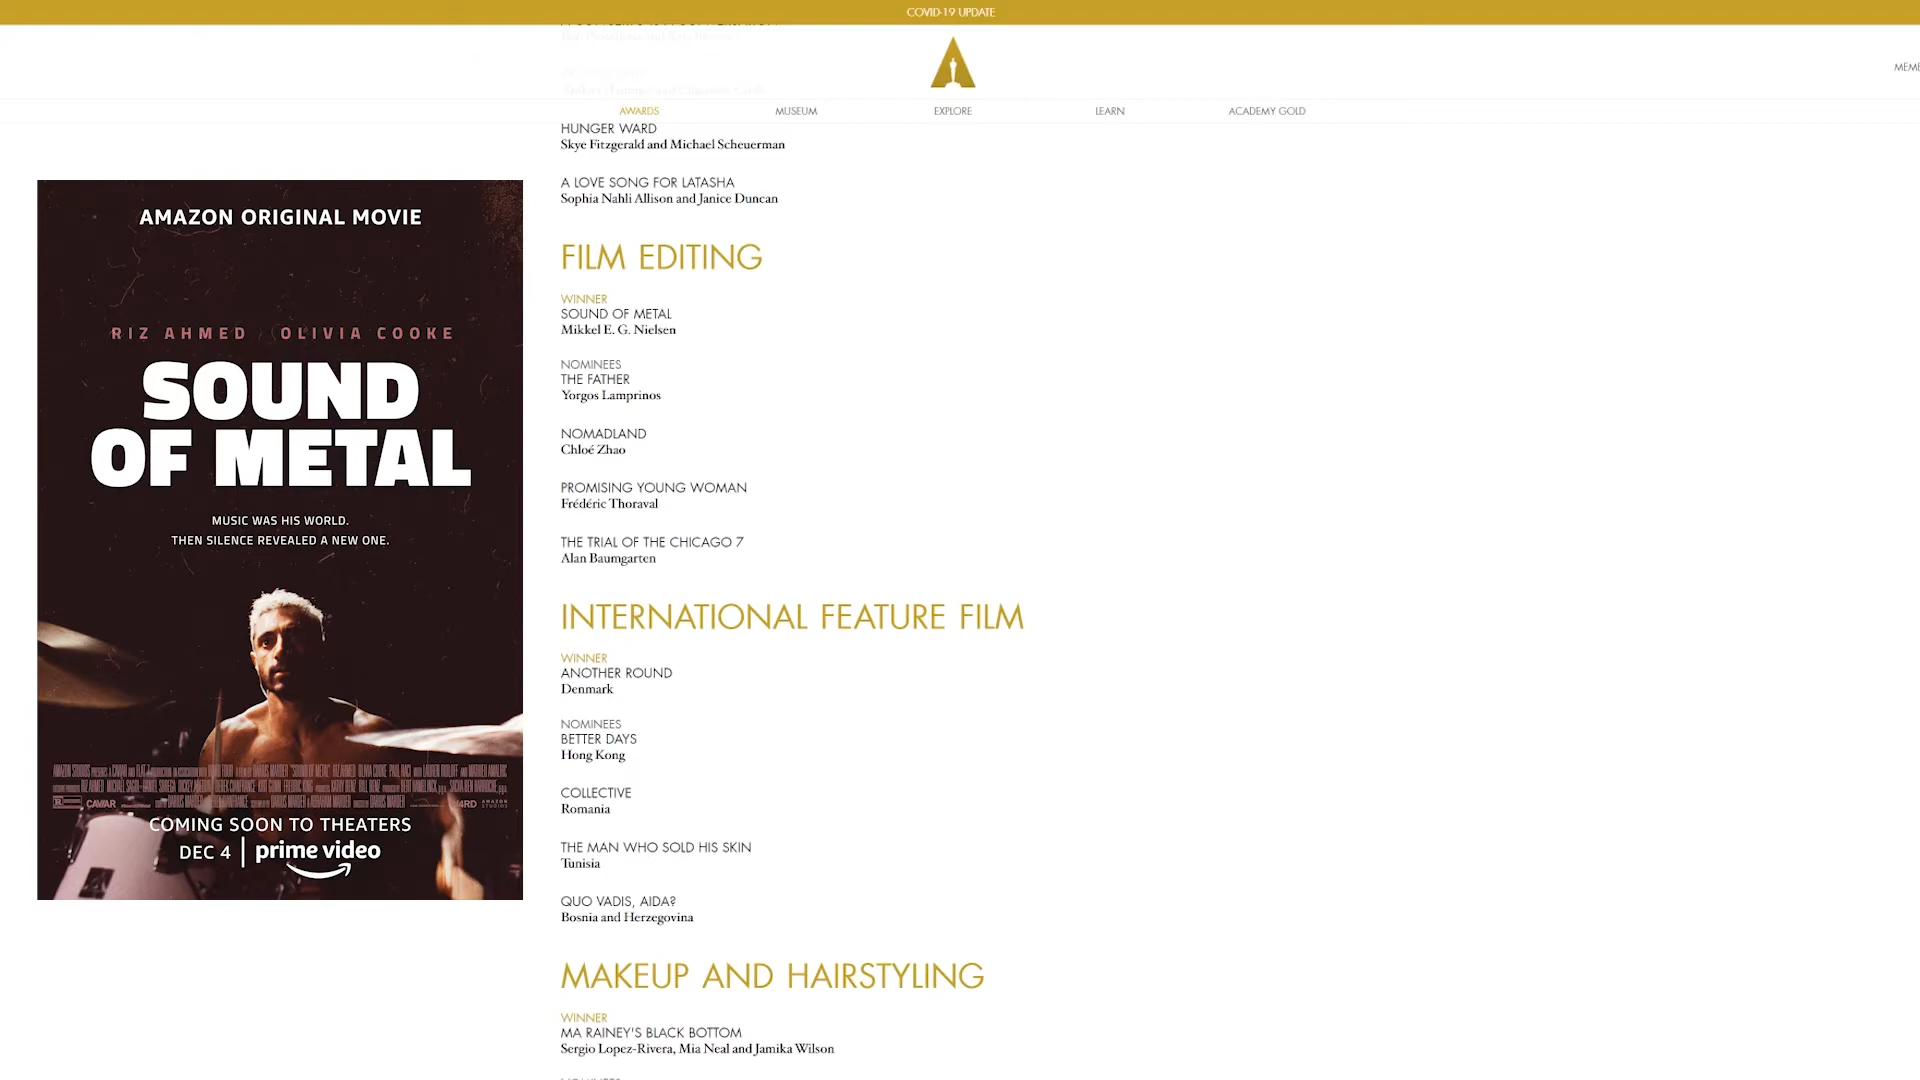 COVID-19 UPDATE
AWARDS
MUSEUM
EXPLORE
LEARN
ACADEMY GOLD
HUNGER WARD
Skye Fitzgerald and Michael Scheuerman
A LOVE SONG FOR LATASHA
Sophia Nahli Allison and Janice Duncan
FILM EDITING
WINNER
SOUND OF METAL
Mikkel E. G. Nielsen
NOMINEES
THE FATHER
Yorgos Lamprinos
NOMADLAND
Chloé Zhao
PROMISING YOUNG WOMAN
Frédéric Thoraval
THE TRIAL OF THE CHICAGO 7
Alan Baumgarten
INTERNATIONAL FEATURE FILM
WINNER
ANOTHER ROUND
Denmark
NOMINEES
BETTER DAYS
Hong Kong
COLLECTIVE
Romania
THE MAN WHO SOLD HIS SKIN
Tunisia
QUO VADIS, AIDA?
Bosnia and Herzegovina
MAKEUP AND HAIRSTYLING
WINNER
MA RAINEY'S BLACK BOTTOM
Sergio Lopez-Rivera, Mia Neal and Jamika Wilson
AMAZON ORIGINAL MOVIE
RIZ AHMED OLIVIA COOKE
SOUND
OF METAL
MUSIC WAS HIS WORLD.
THEN SILENCE REVEALED A NEW ONE.
COMING SOON TO THEATERS
DEC 4 | prime video